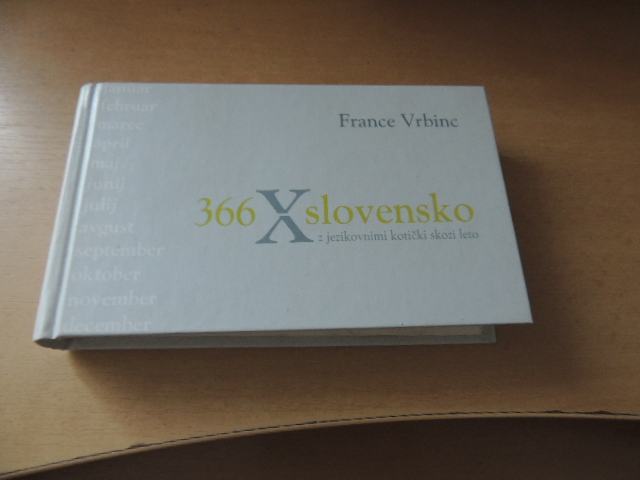 France Vrbinc
366 X slovensko
z jezikovnimi kotički skozi leto
januar
februar
marec
april
maj
junij
julij
avgust
september
oktober
november
december